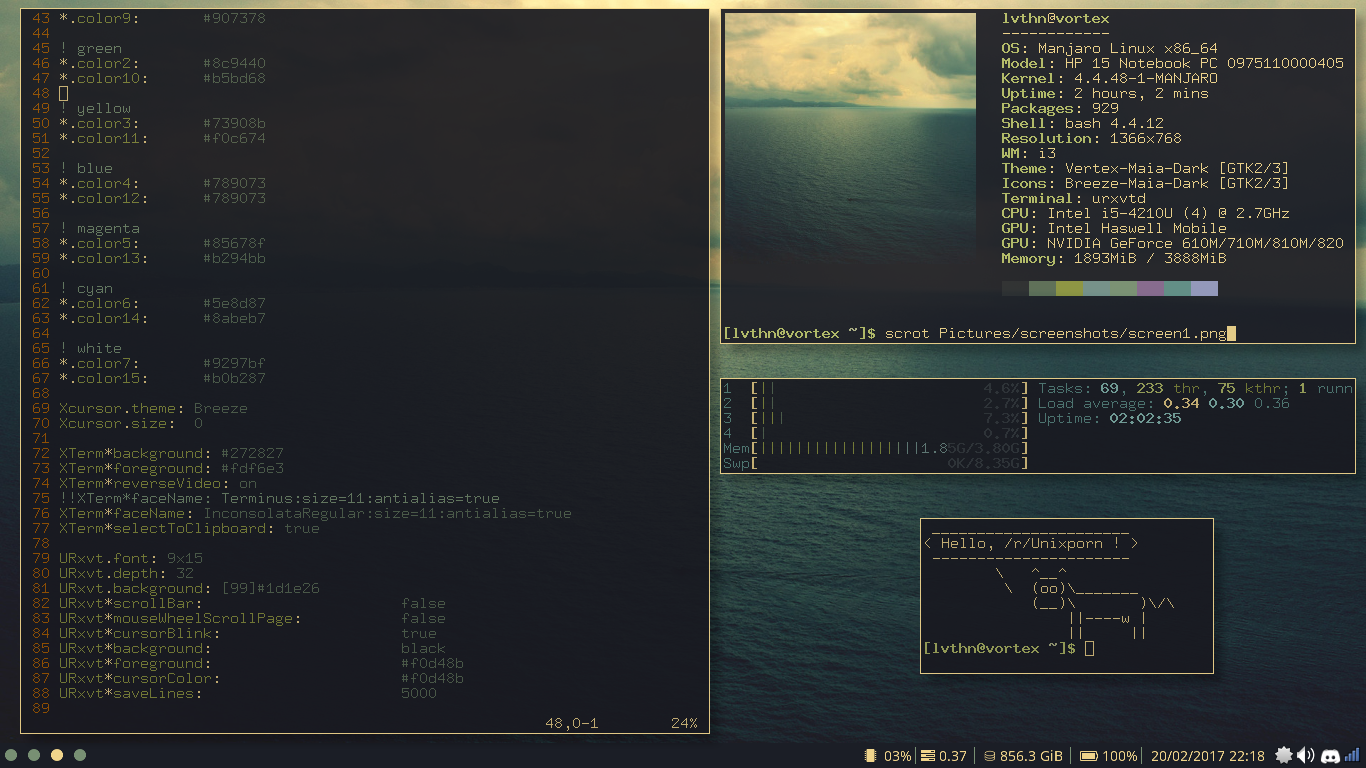 43 *.color9:       #907378
44
45 ! green
46 *.color2:       #8c9440
47 *.color10:      #b5bd68
48
49 ! yellow
50 *.color3:       #73908b
51 *.color11:      #f0c674
52
53 ! blue
54 *.color4:       #789073
55 *.color12:      #789073
56
57 ! magenta
58 *.color5:       #85678f
59 *.color13:      #b294bb
60
61 ! cyan
62 *.color6:       #5e8d87
63 *.color14:      #8abeb7
64
65 ! white
66 *.color7:       #9297bf
67 *.color15:      #b0b287
68
69 Xcursor.theme: Breeze
70 Xcursor.size:  0
71
72 XTerm*background: #272827
73 XTerm*foreground: #fdf6e3
74 XTerm*reverseVideo: on
75 !!XTerm*faceName: Terminus:size=11:antialias=true
76 XTerm*faceName: InconsolataRegular:size=11:antialias=true
77 XTerm*selectToClipboard: true
78
79 URxvt.font: 9x15
80 URxvt.depth: 32
81 URxvt.background: [99]#1d1e26
82 URxvt*scrollBar:                      false
83 URxvt*mouseWheelScrollPage:           false
84 URxvt*cursorBlink:                    true
85 URxvt*background:                     black
86 URxvt*foreground:                     #f0d48b
87 URxvt*cursorColor:                    #f0d48b
88 URxvt*saveLines:                      5000
89
48,0-1        24%
lvthn@vortex
------------
OS: Manjaro Linux x86_64
Model: HP 15 Notebook PC 0975110000405
Kernel: 4.4.48-1-MANJARO
Uptime: 2 hours, 2 mins
Packages: 929
Shell: bash 4.4.12
Resolution: 1366x768
WM: i3
Theme: Vertex-Maia-Dark [GTK2/3]
Icons: Breeze-Maia-Dark [GTK2/3]
Terminal: urxvtd
CPU: Intel i5-4210U (4) @ 2.7GHz
GPU: Intel Haswell Mobile
GPU: NVIDIA GeForce 610M/710M/810M/820
Memory: 1893MiB / 3888MiB
[lvthn@vortex ~]$ scrot Pictures/screenshots/screen1.png
1  [||                       4.6%] Tasks: 69, 233 thr, 75 kthr; 1 runn
2  [||                       2.7%] Load average: 0.34 0.30 0.36
3  [|||                      7.3%] Uptime: 02:02:35
4  [|                        0.7%]
Mem[||||||||||||||||||1.85G/3.80G]
Swp[                     0K/8.35G]
 ______________________
< Hello, /r/Unixporn ! >
 ----------------------
        \   ^__^
         \  (oo)\_______
            (__)\       )\/\
                ||----w |
                ||     ||
[lvthn@vortex ~]$
03% 0.37 856.3 GiB 100% 20/02/2017 22:18